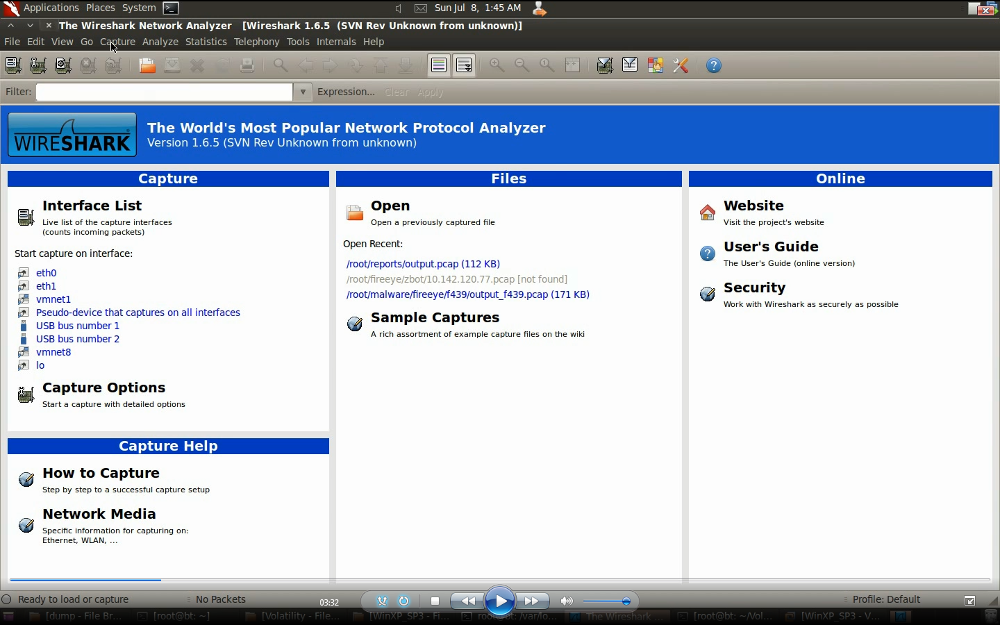 Applications Places System Sun Jul 8, 1:45 AM
The Wireshark Network Analyzer [Wireshark 1.6.5 (SVN Rev Unknown from unknown)]
File Edit View Go Capture Analyze Statistics Telephony Tools Internals Help
Filter: Expression... Clear Apply
WIRESHARK
The World's Most Popular Network Protocol Analyzer
Version 1.6.5 (SVN Rev Unknown from unknown)
Capture
Interface List
Live list of the capture interfaces
(counts incoming packets)
Start capture on interface:
eth0
eth1
vmnet1
Pseudo-device that captures on all interfaces
USB bus number 1
USB bus number 2
vmnet8
lo
Capture Options
Start a capture with detailed options
Capture Help
How to Capture
Step by step to a successful capture setup
Network Media
Specific information for capturing on:
Ethernet, WLAN, ...
Files
Open
Open a previously captured file
Open Recent:
/root/reports/output.pcap (112 KB)
/root/fireeye/zbot/10.142.120.77.pcap [not found]
/root/malware/fireeye/f439/output_f439.pcap (171 KB)
Sample Captures
A rich assortment of example capture files on the wiki
Online
Website
Visit the project's website
User's Guide
The User's Guide (online version)
Security
Work with Wireshark as securely as possible
Ready to load or capture No Packets 03:32 Profile: Default
[dump - File Br... [root@bt: ~] [Volatility - File... [WinXP_SP3 - Fi... root@bt: /var/lo... The Wireshark ... [root@bt: ~/Vol... [WinXP_SP3 - V...